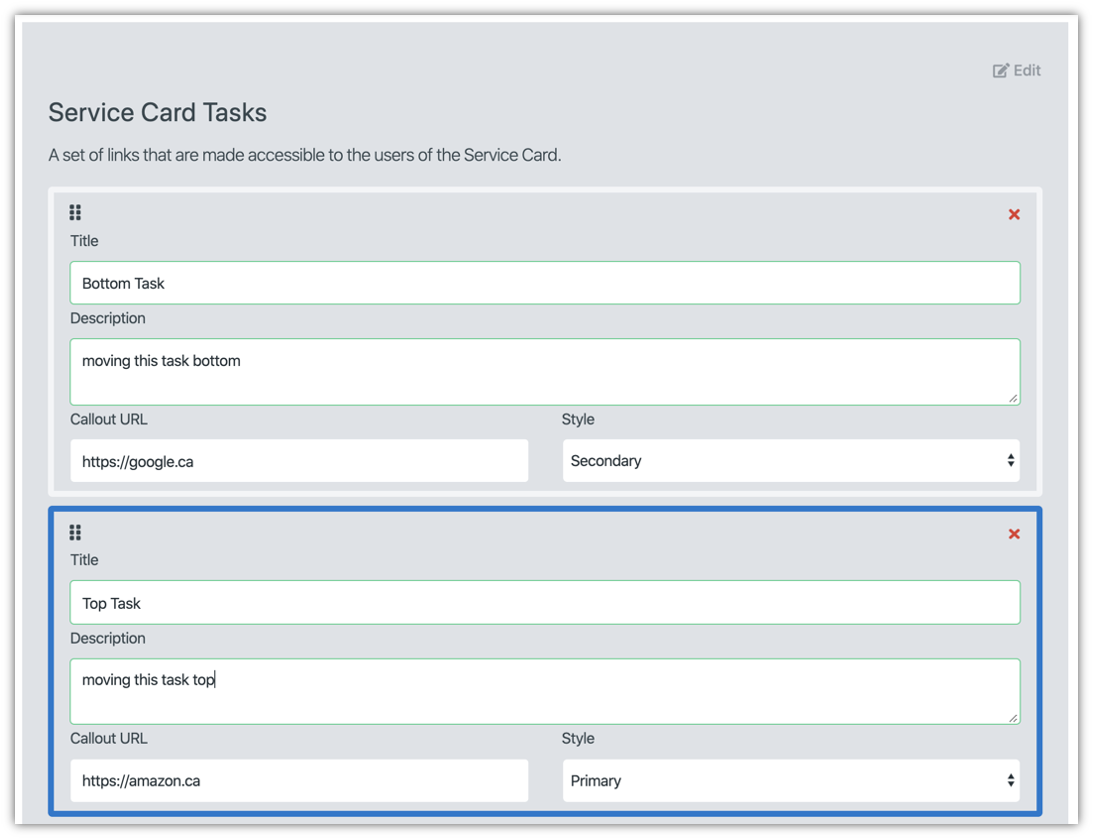 Edit
Service Card Tasks
A set of links that are made accessible to the users of the Service Card.
Title
Bottom Task
Description
moving this task bottom
Callout URL
Style
https://google.ca
Secondary
Title
Top Task
Description
moving this task top
Callout URL
Style
https://amazon.ca
Primary